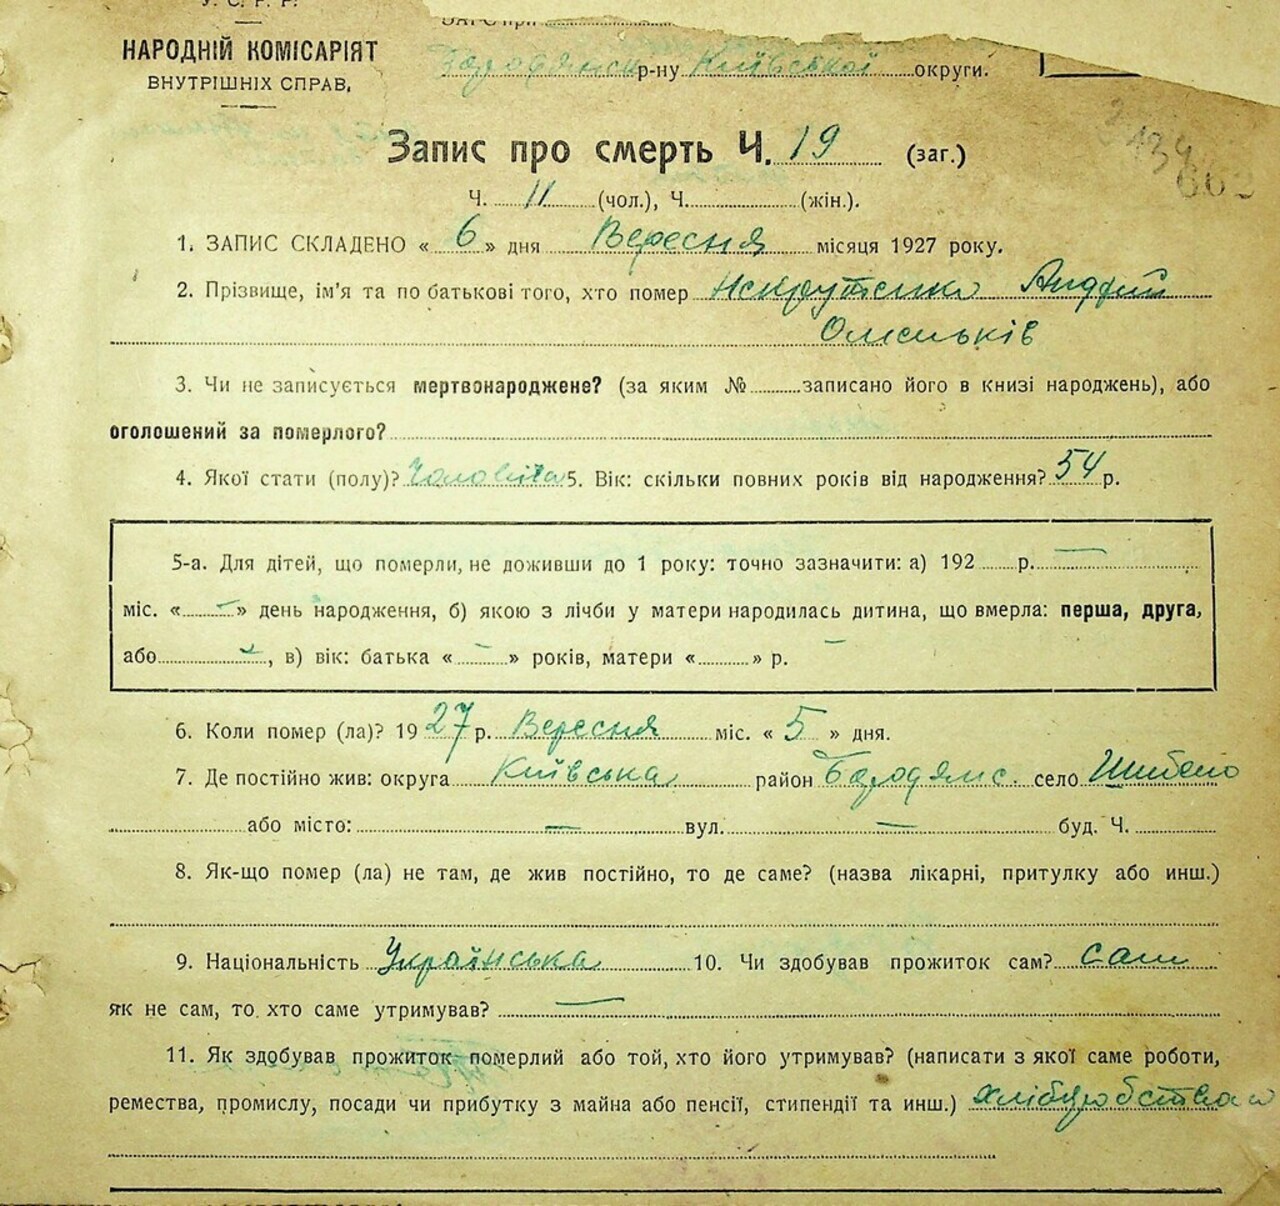 У. С. Р. Р.
ЗАГС при
НАРОДНІЙ КОМІСАРІЯТ
ВНУТРІШНІХ СПРАВ,
Бородянск р-ну Київської округи.
Запис про смерть Ч. 19 (заг.)
Ч. 11 (чол.), Ч. (жін.).
1. ЗАПИС СКЛАДЕНО « 6 » дня Вересня місяця 1927 року.
2. Прізвище, ім'я та по батькові того, хто помер Андрій
3. Чи не записується мертвонароджене? (за яким № записано його в книзі народжень), або
оголошений за померлого?
4. Якої стати (полу)? Чоловіча 5. Вік: скільки повних років від народження? 54 р.
5-а. Для дітей, що померли, не доживши до 1 року: точно зазначити: а) 192 р. —
міс. « — » день народження, б) якою з лічби у матери народилась дитина, що вмерла: перша, друга,
або — , в) вік: батька « — » років, матери « » р. —
6. Коли помер (ла)? 1927 р. Вересня міс. « 5 » дня.
7. Де постійно жив: округа Київська район Бородянс. село
або місто: — вул. — буд. Ч.
8. Як-що помер (ла) не там, де жив постійно, то де саме? (назва лікарні, притулку або инш.)
9. Національність Українська 10. Чи здобував прожиток сам? сам
як не сам, то хто саме утримував? —
11. Як здобував прожиток померлий або той, хто його утримував? (написати з якої саме роботи,
ремества, промислу, посади чи прибутку з майна або пенсії, стипендії та инш.) хліборобством